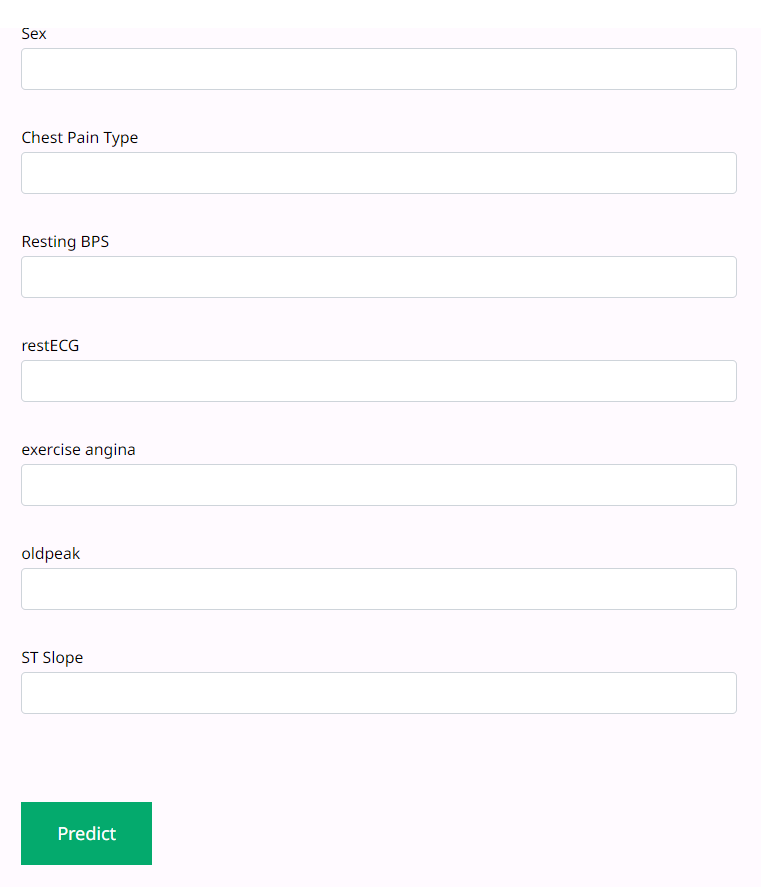 Sex
Chest Pain Type
Resting BPS
restECG
exercise angina
oldpeak
ST Slope
Predict